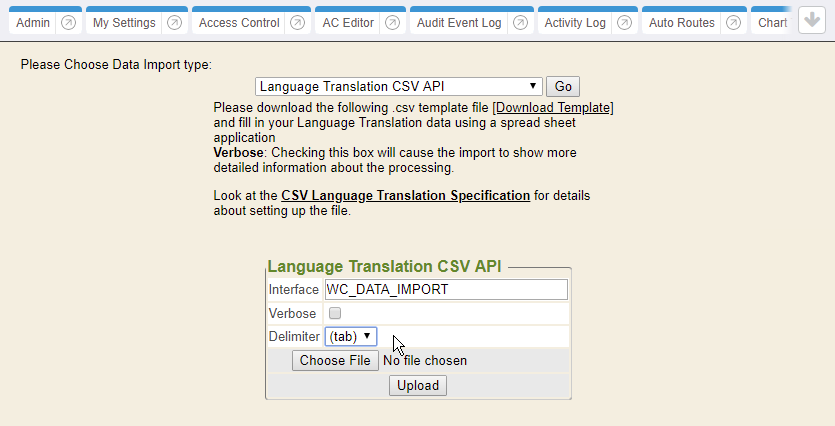 Admin My Settings Access Control AC Editor Audit Event Log Activity Log Auto Routes Chart
Please Choose Data Import type:
Language Translation CSV API Go
Please download the following .csv template file [Download Template]
and fill in your Language Translation data using a spread sheet
application
Verbose: Checking this box will cause the import to show more
detailed information about the processing.
Look at the CSV Language Translation Specification for details
about setting up the file.
Language Translation CSV API
Interface WC_DATA_IMPORT
Verbose
Delimiter (tab)
Choose File No file chosen
Upload